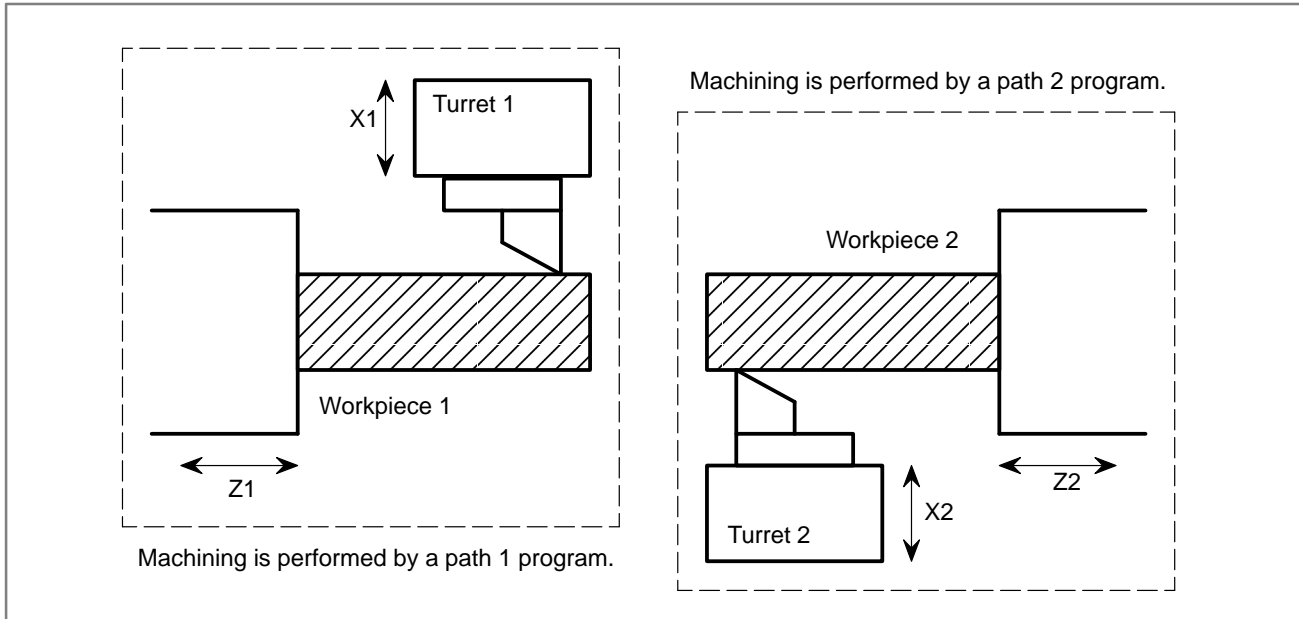 Turret 1
X1
Workpiece 1
Z1
Machining is performed by a path 1 program.
Machining is performed by a path 2 program.
Workpiece 2
Z2
X2
Turret 2